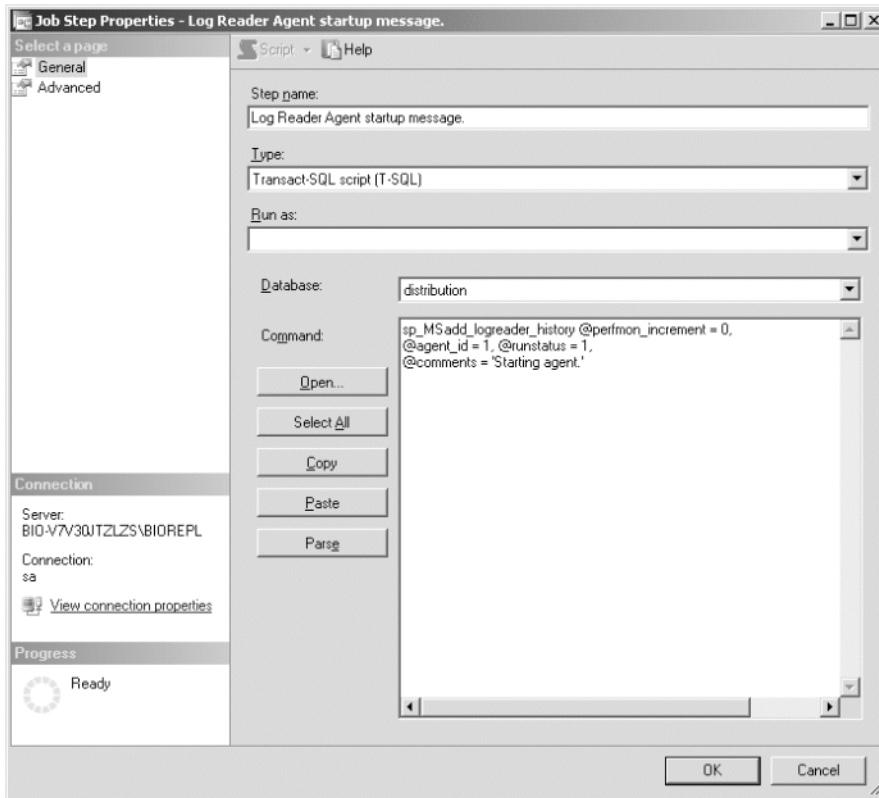 Job Step Properties - Log Reader Agent startup message.
Select a page
General
Advanced
Script
Help
Step name:
Log Reader Agent startup message.
Type:
Transact-SQL script (T-SQL)
Run as:
Database:
distribution
Command:
sp_MSadd_logreader_history @perfmon_increment = 0,
@agent_id = 1, @runstatus = 1,
@comments = 'Starting agent.'
Open...
Select All
Copy
Paste
Parse
Connection
Server:
BIO-V7V30JTZLZS\BIOREPL
Connection:
sa
View connection properties
Progress
Ready
OK
Cancel